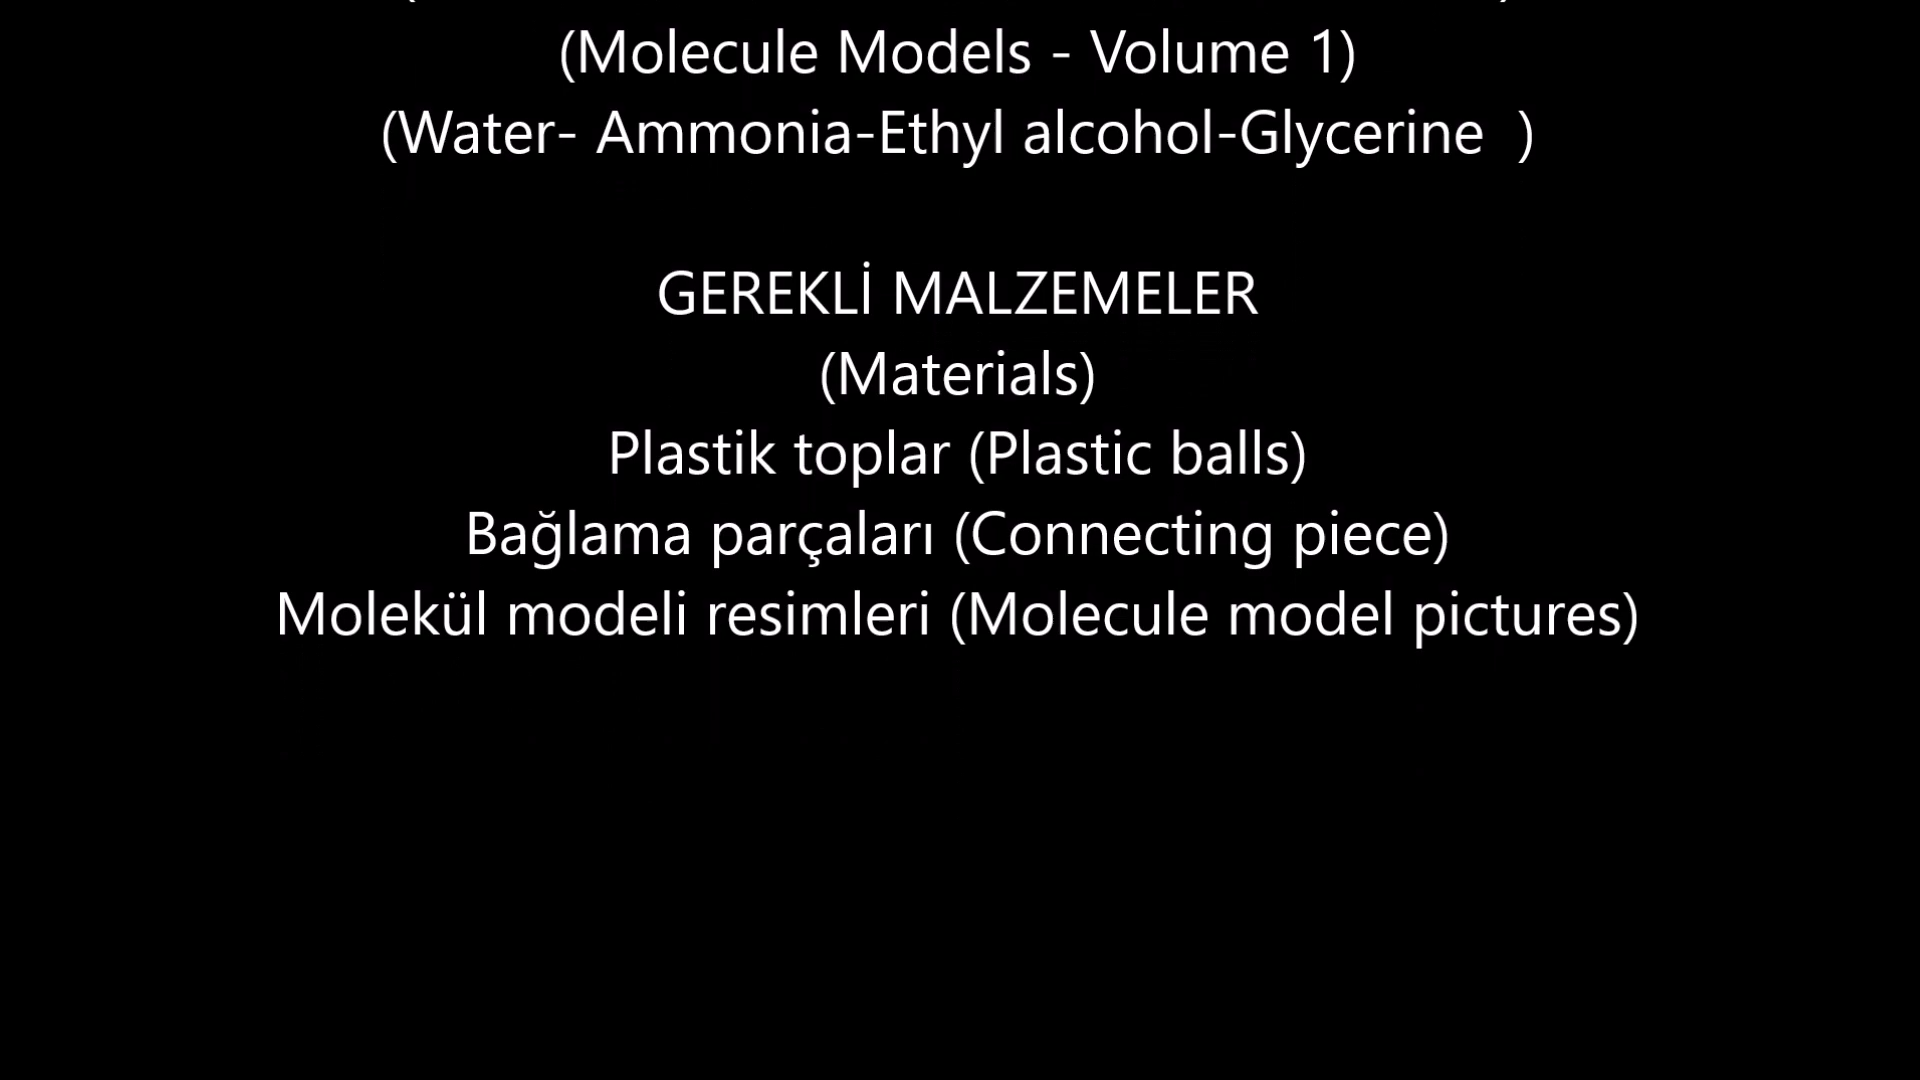 (Molecule Models - Volume 1)
(Water- Ammonia-Ethyl alcohol-Glycerine  )
GEREKLİ MALZEMELER
(Materials)
Plastik toplar (Plastic balls)
Bağlama parçaları (Connecting piece)
Molekül modeli resimleri (Molecule model pictures)